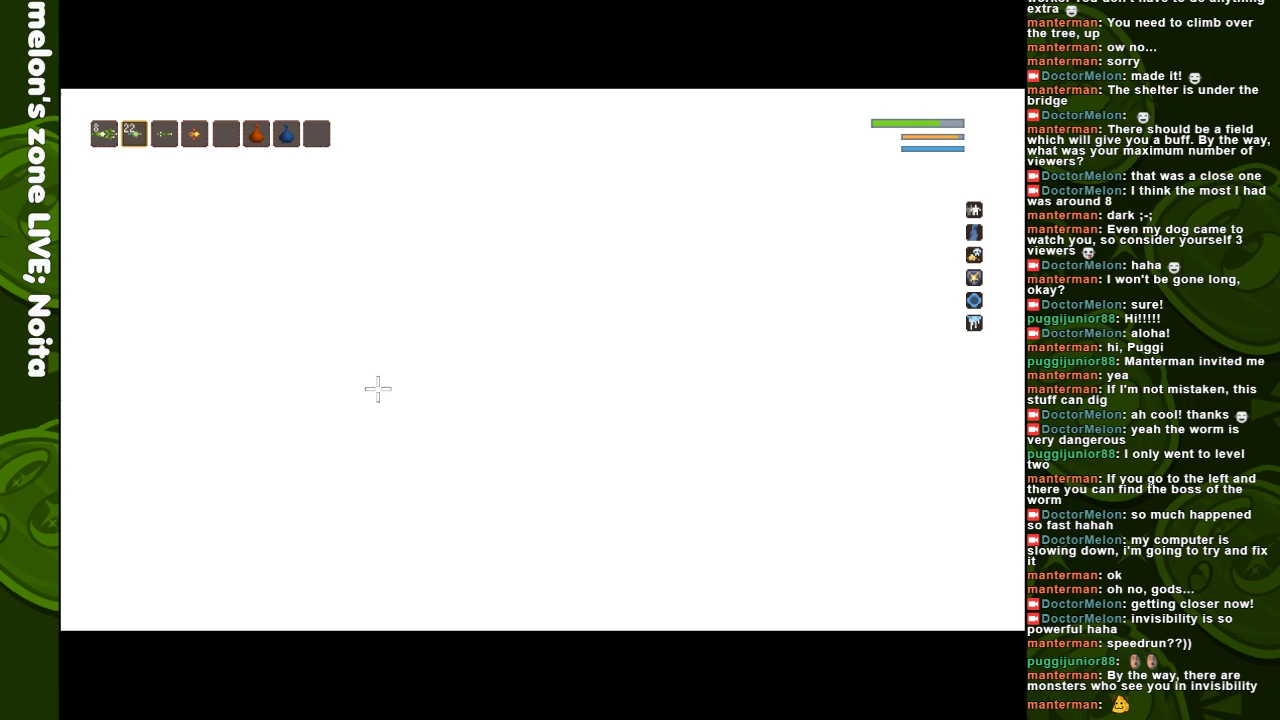 melon's zone LIVE; Noita
8
22
extra
manterman: You need to climb over
the tree, up
manterman: ow no...
manterman: sorry
DoctorMelon: made it!
manterman: The shelter is under the
bridge
DoctorMelon:
manterman: There should be a field
which will give you a buff. By the way,
what was your maximum number of
viewers?
DoctorMelon: that was a close one
DoctorMelon: I think the most I had
was around 8
manterman: dark ;-;
manterman: Even my dog came to
watch you, so consider yourself 3
viewers
DoctorMelon: haha
manterman: I won't be gone long,
okay?
DoctorMelon: sure!
puggijunior88: Hi!!!!!
DoctorMelon: aloha!
manterman: hi, Puggi
puggijunior88: Manterman invited me
manterman: yea
manterman: If I'm not mistaken, this
stuff can dig
DoctorMelon: ah cool! thanks
DoctorMelon: yeah the worm is
very dangerous
puggijunior88: I only went to level
two
manterman: If you go to the left and
there you can find the boss of the
worm
DoctorMelon: so much happened
so fast hahah
DoctorMelon: my computer is
slowing down, i'm going to try and fix
it
manterman: ok
manterman: oh no, gods...
DoctorMelon: getting closer now!
DoctorMelon: invisibility is so
powerful haha
manterman: speedrun??))
puggijunior88:
manterman: By the way, there are
monsters who see you in invisibility
manterman: